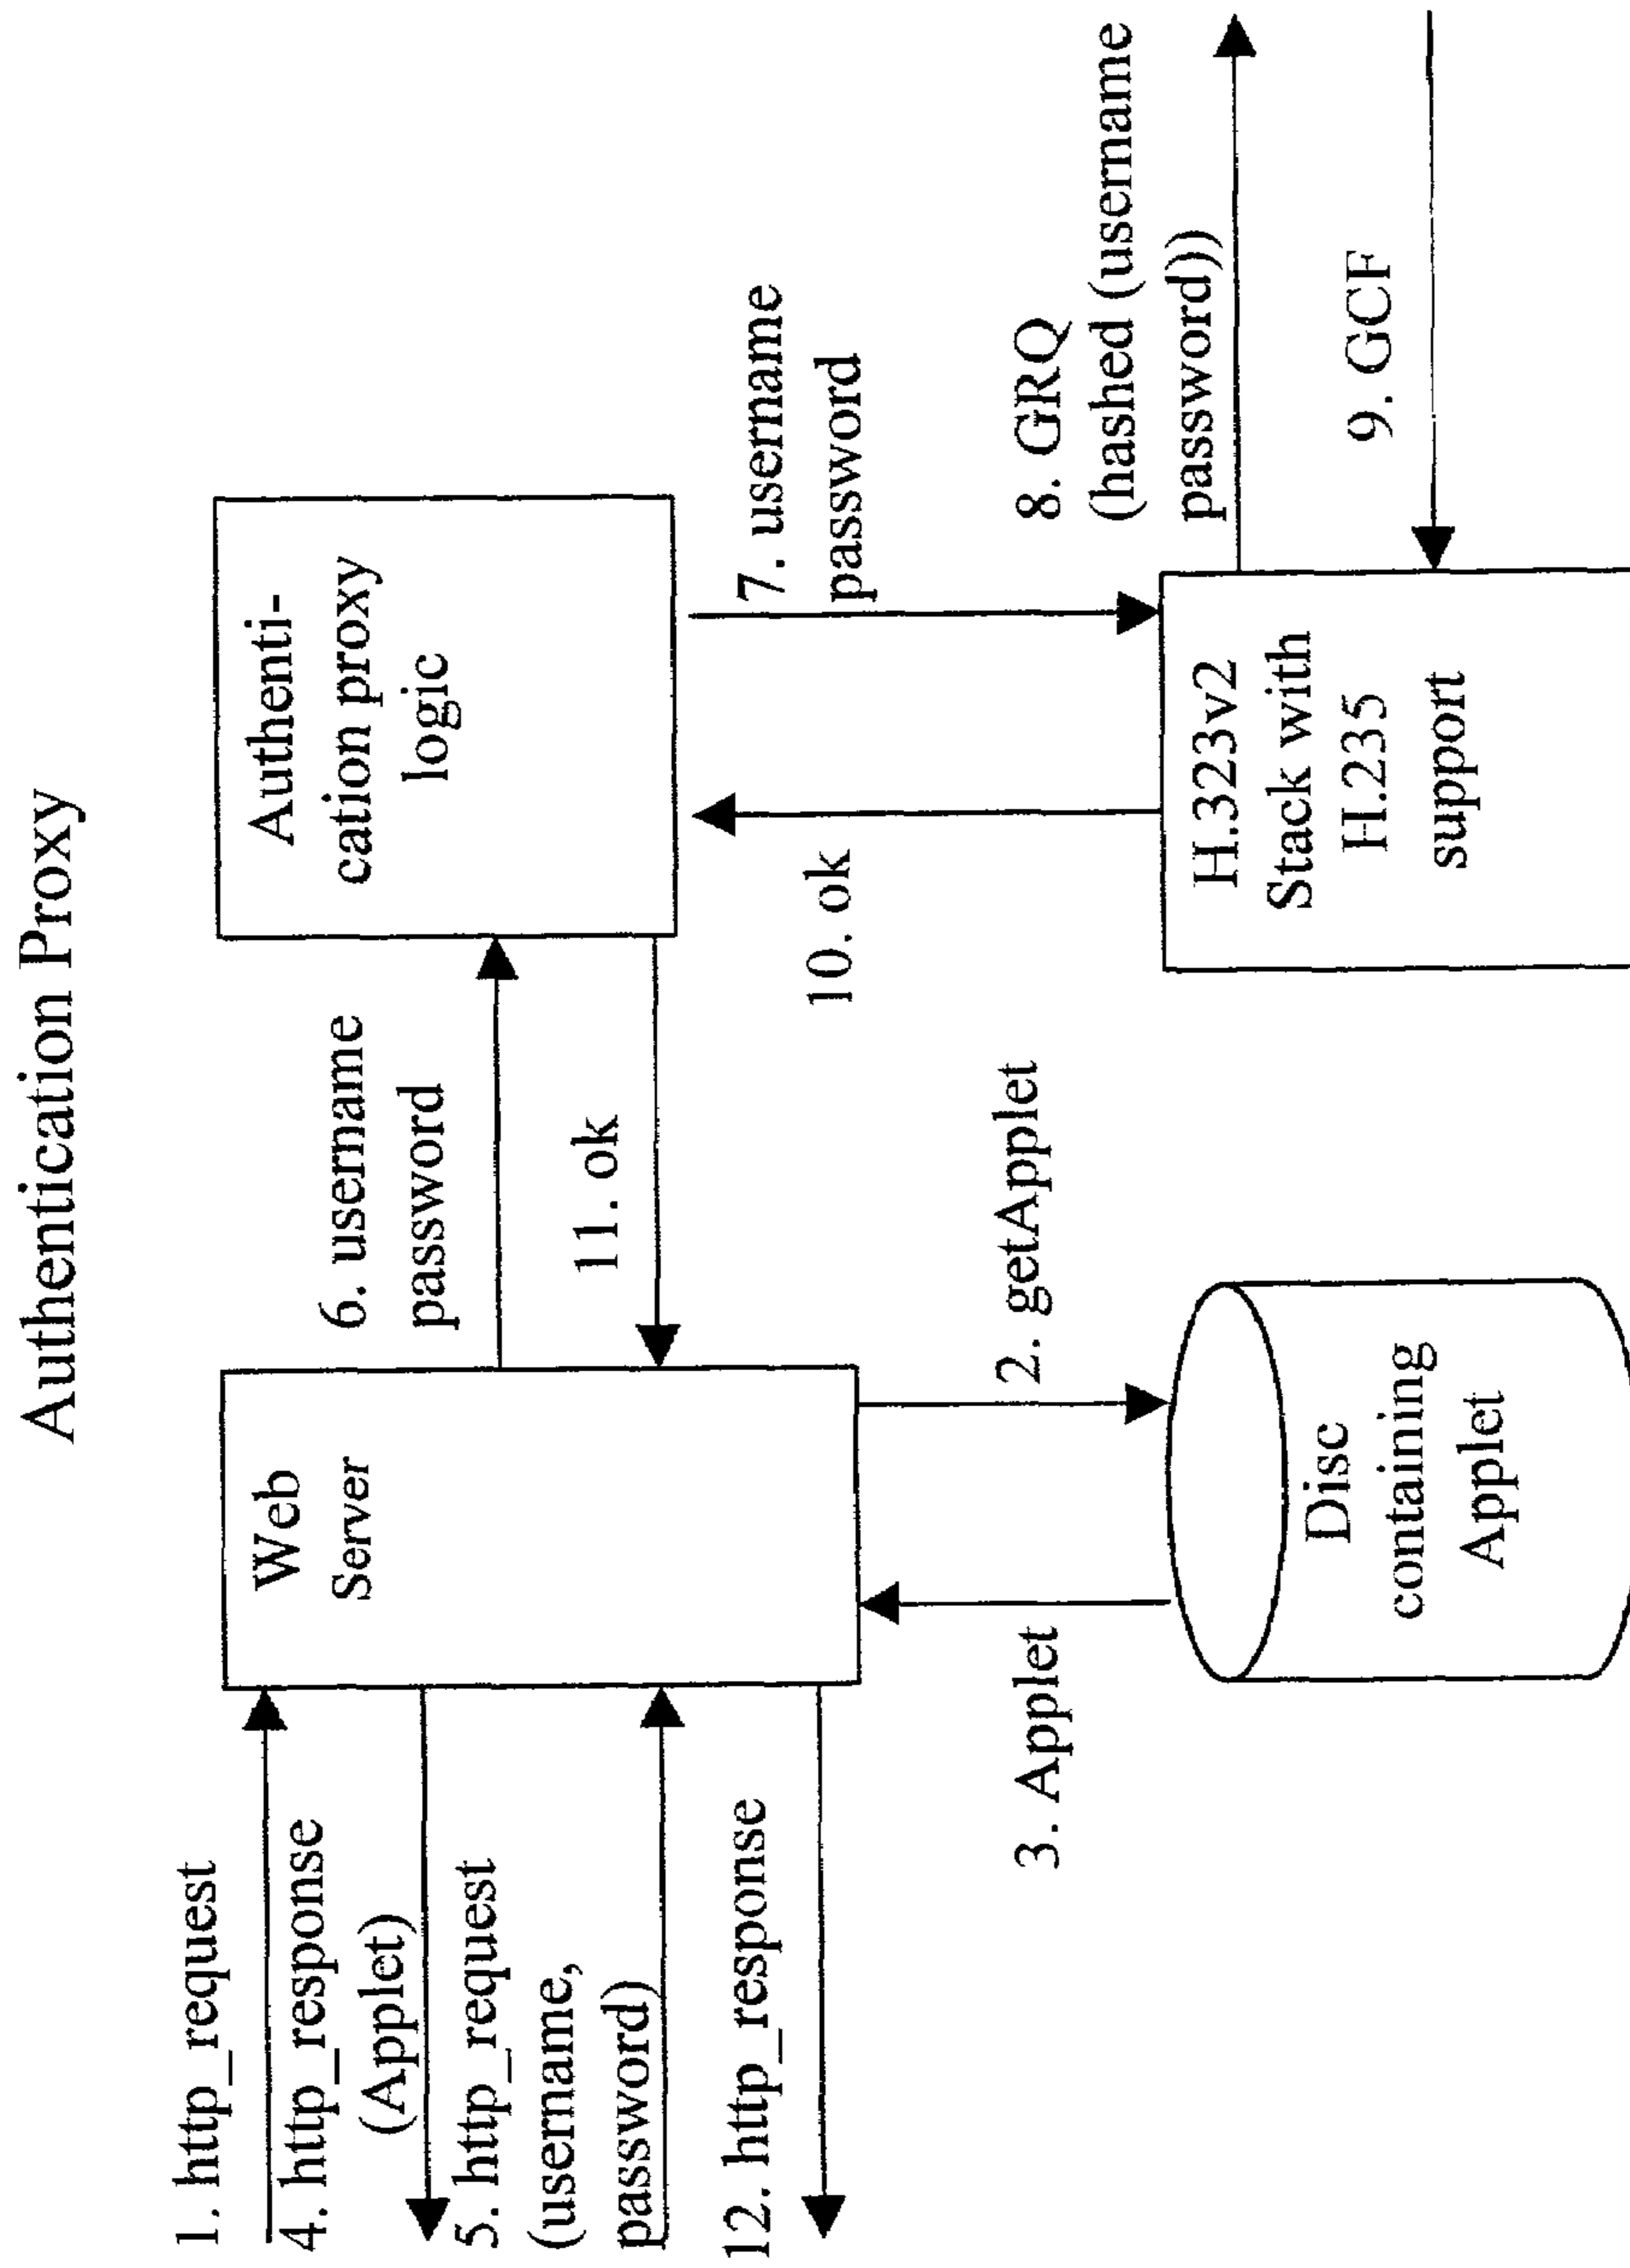 Authentication Proxy
1. http_request
4. http_response
(Applet)
5. http_request
(username,
password)
12. http_response
Web
Server
6. username
password
11. ok
Authenti-
cation proxy
logic
3. Applet
2. getApplet
Disc
containing
Applet
10. ok
7. username
password
H.323v2
Stack with
H.235
support
8. GRQ
(hashed (username
password))
9. GCF